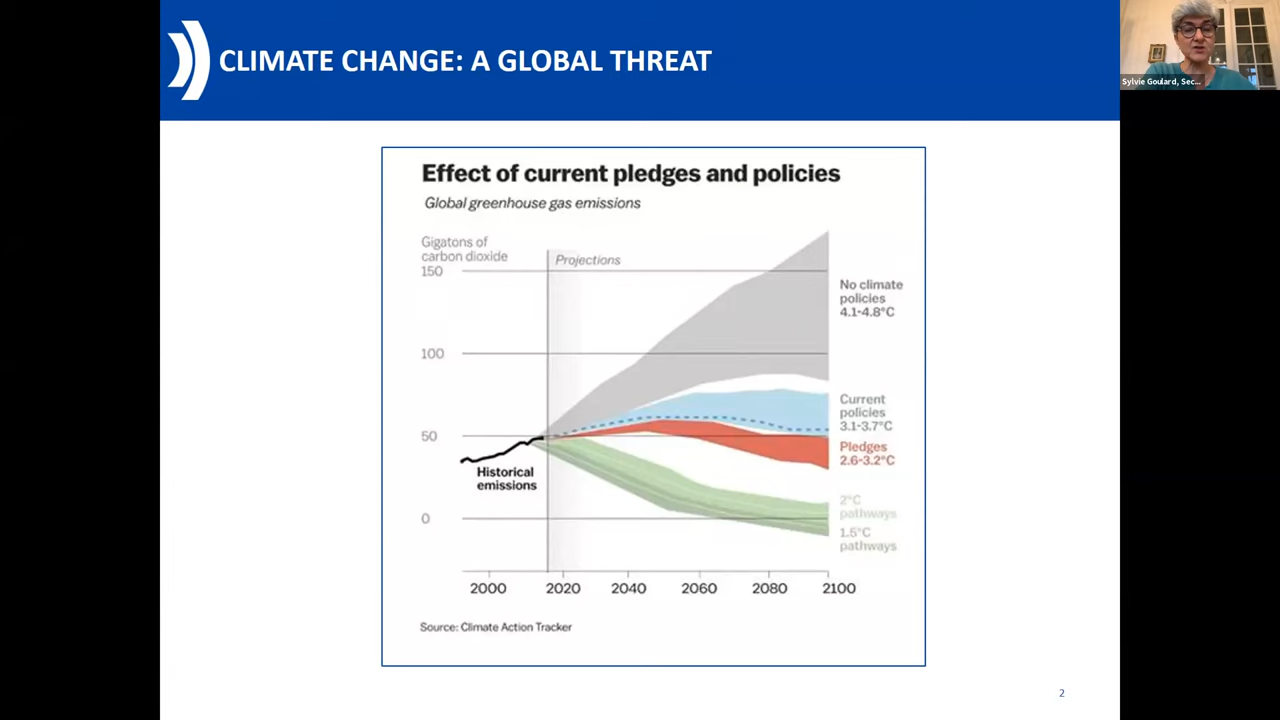 CLIMATE CHANGE: A GLOBAL THREAT
Sylvie Goulard, Sec...
Effect of current pledges and policies
Global greenhouse gas emissions
Gigatons of
carbon dioxide
150
Projections
No climate
policies
4.1-4.8°C
100
Current
policies
3.1-3.7°C
50
Pledges
2.6-3.2°C
Historical
emissions
2°C
pathways
0
1.5°C
pathways
2000 2020 2040 2060 2080 2100
Source: Climate Action Tracker
2